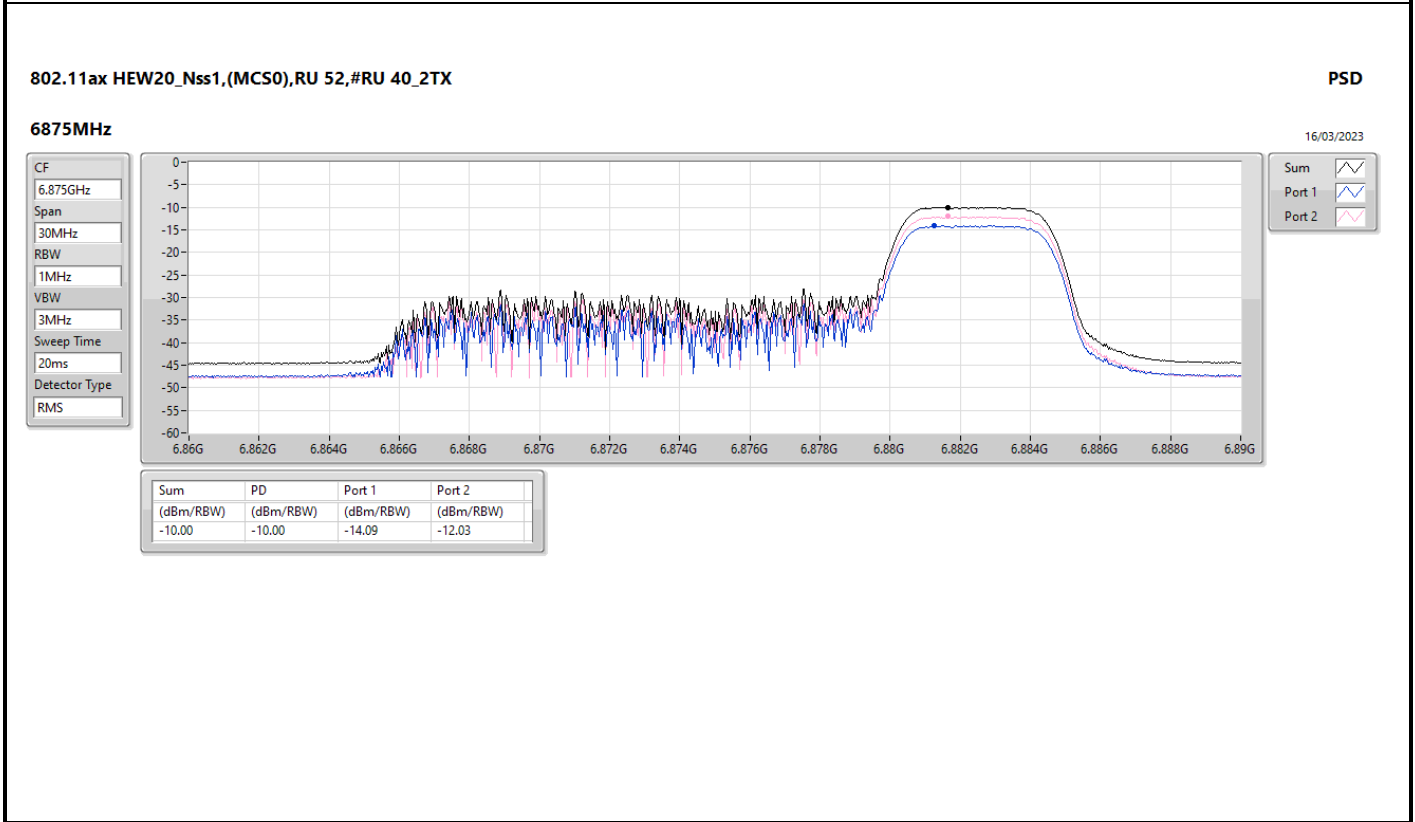 802.11ax HEW20_Nss1,(MCS0),RU 52,#RU 40_2TX
PSD
6875MHz
16/03/2023
CF
6.875GHz
Span
30MHz
RBW
1MHz
VBW
3MHz
Sweep Time
20ms
Detector Type
RMS
0
-5
-10
-15
-20
-25
-30
-35
-40
-45
-50
-55
-60
6.86G 6.862G 6.864G 6.866G 6.868G 6.87G 6.872G 6.874G 6.876G 6.878G 6.88G 6.882G 6.884G 6.886G 6.888G 6.89G
Sum
Port 1
Port 2
Sum PD Port 1 Port 2
(dBm/RBW) (dBm/RBW) (dBm/RBW) (dBm/RBW)
-10.00 -10.00 -14.09 -12.03